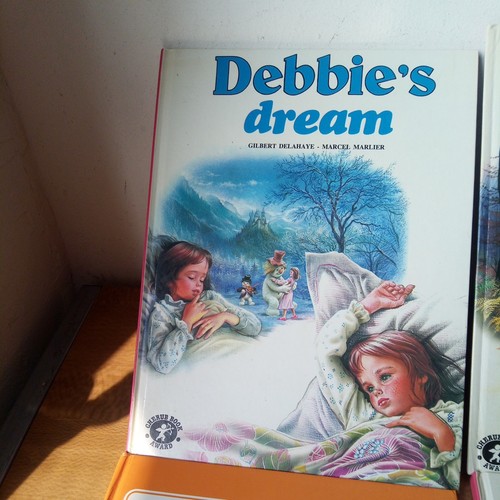 Debbie's
dream
GILBERT DELAHAYE - MARCEL MARLIER
CHERUB BOOK
AWARD